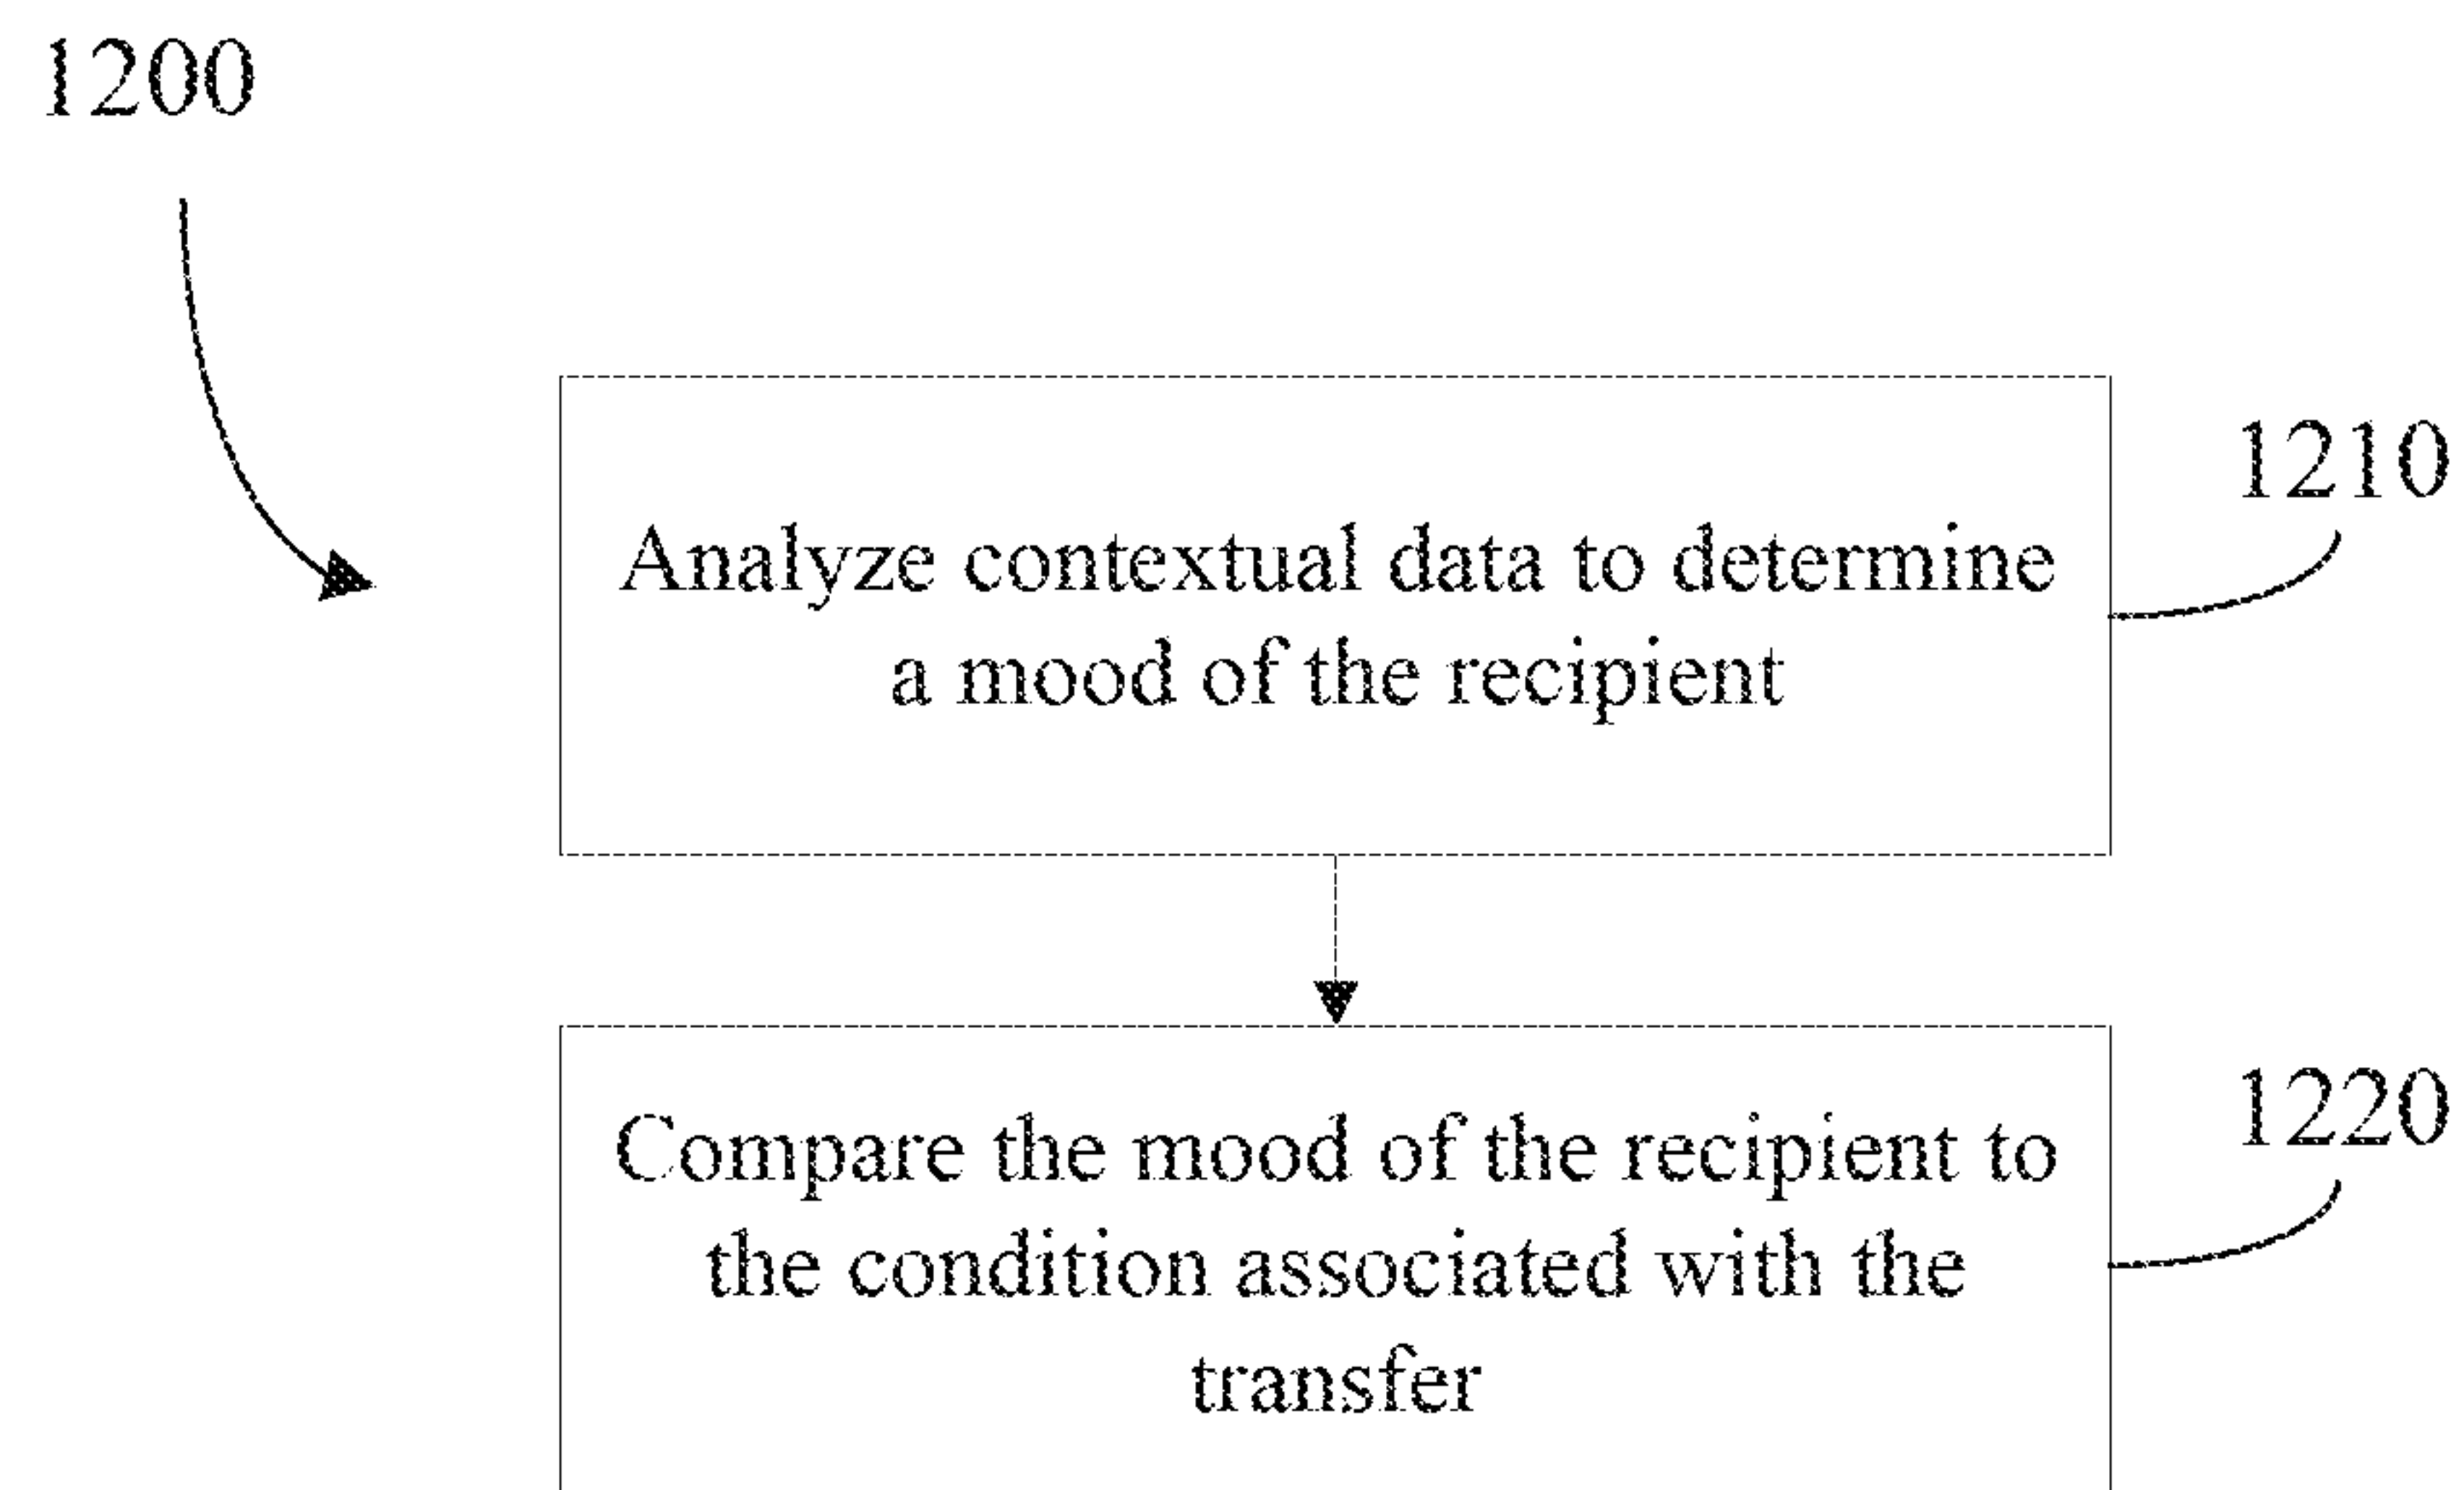 1200
1210
Analyze contextual data to determine
a mood of the recipient
1220
Compare the mood of the recipient to
the condition associated with the
transfer